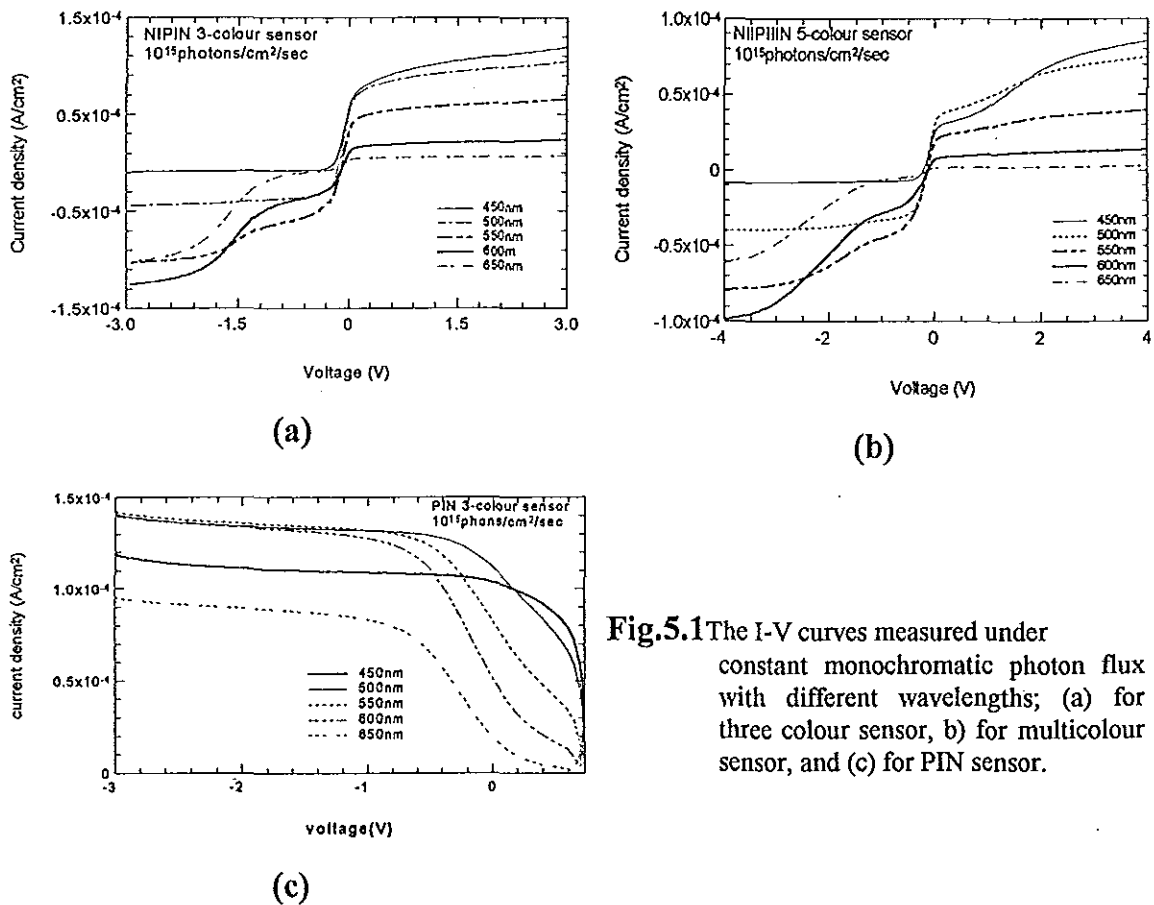 NIPIN 3-colour sensor
10¹⁵photons/cm²/sec
Current density (A/cm²)
0.5x10⁻⁴
-0.5x10⁻⁴
-1.5x10⁻⁴
-3.0
-1.5
0
1.5
3.0
450nm
500nm
550nm
600m
650nm
Voltage (V)
(a)
1.0x10⁻⁴
NIIPIIIN 5-colour sensor
10¹⁵photons/cm²/sec
Current density (A/cm²)
0.5x10⁻⁴
0
-0.5x10⁻⁴
-1.0x10⁻⁴
-4
-2
0
2
4
450nm
500nm
550nm
600nm
650nm
Voltage (V)
(b)
1.5x10⁻⁴
PIN 3-colour sensor
10¹⁵phons/cm²/sec
current density (A/cm²)
1.0x10⁻⁴
0.5x10⁻⁴
0
-3
-2
-1
0
450nm
500nm
550nm
600nm
650nm
voltage(V)
(c)
Fig.5.1 The I-V curves measured under
constant monochromatic photon flux
with different wavelengths; (a) for
three colour sensor, b) for multicolour
sensor, and (c) for PIN sensor.